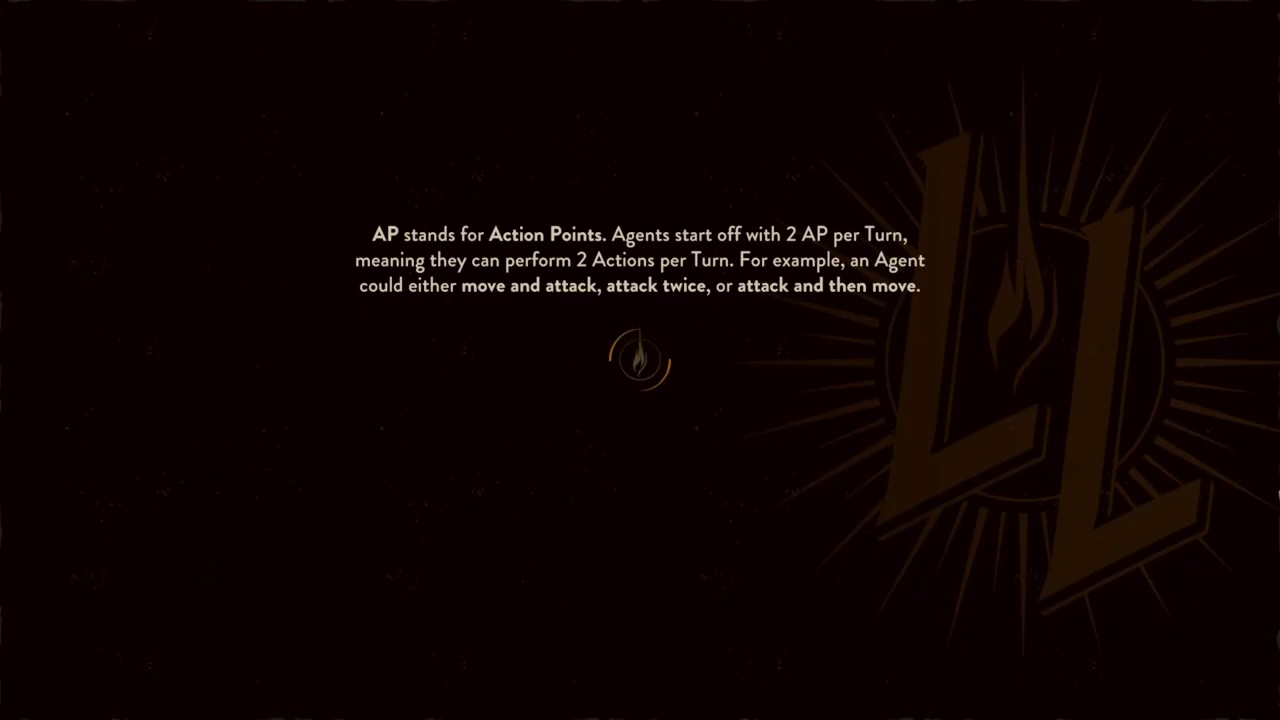 AP stands for Action Points. Agents start off with 2 AP per Turn,
meaning they can perform 2 Actions per Turn. For example, an Agent
could either move and attack, attack twice, or attack and then move.
LL